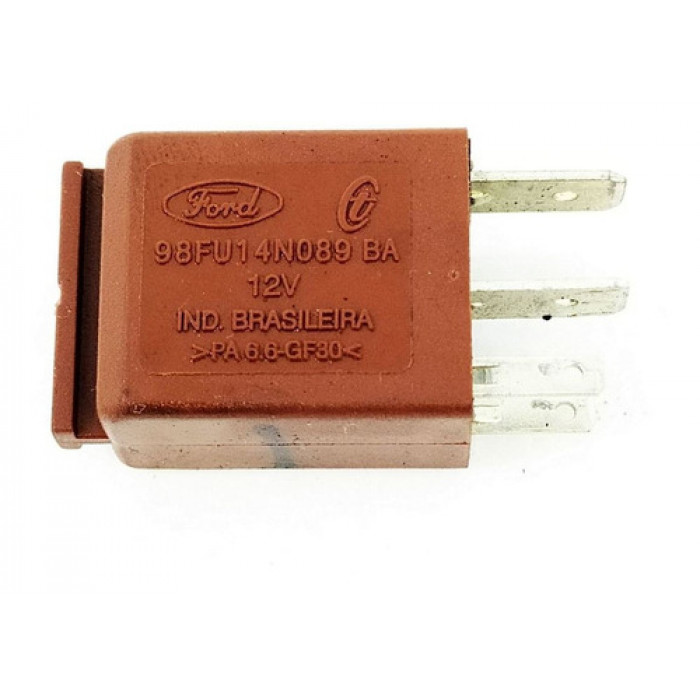 Ford
98FU14N089 BA
12V
IND. BRASILEIRA
>PA 6.6-GF30<